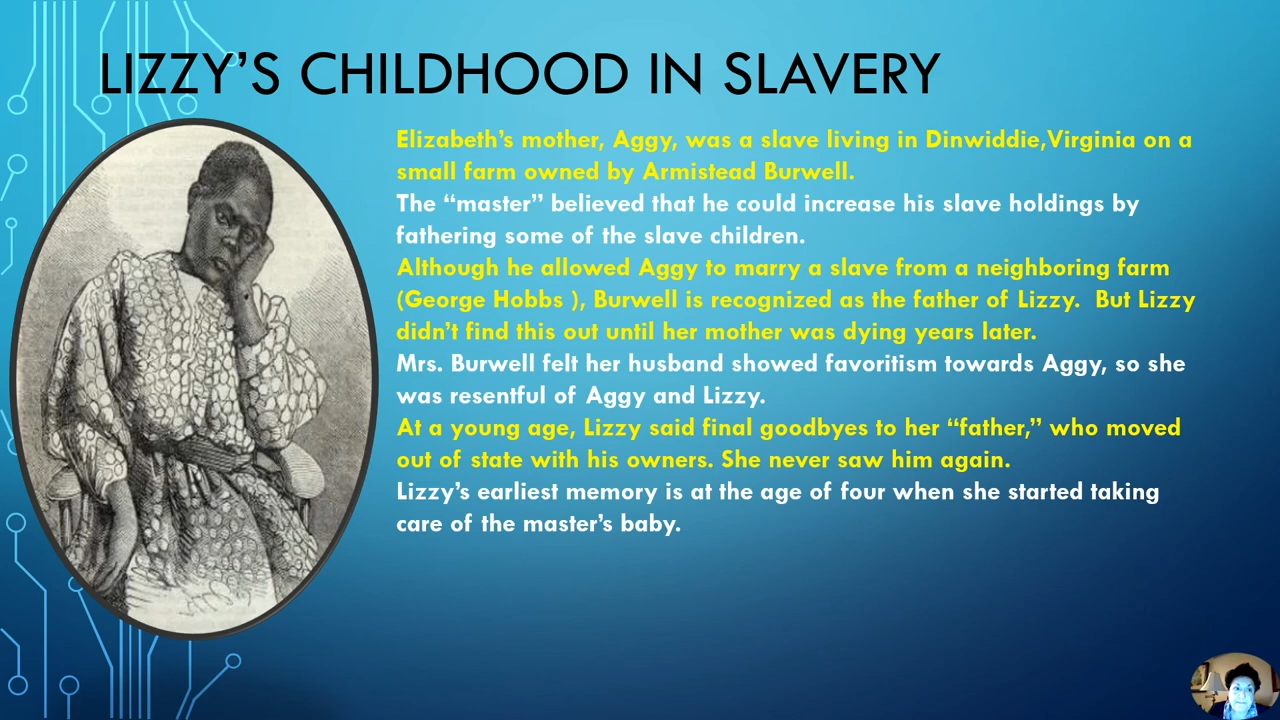 LIZZY’S CHILDHOOD IN SLAVERY
Elizabeth’s mother, Aggy, was a slave living in Dinwiddie,Virginia on a
small farm owned by Armistead Burwell.
The “master” believed that he could increase his slave holdings by
fathering some of the slave children.
Although he allowed Aggy to marry a slave from a neighboring farm
(George Hobbs ), Burwell is recognized as the father of Lizzy.  But Lizzy
didn’t find this out until her mother was dying years later.
Mrs. Burwell felt her husband showed favoritism towards Aggy, so she
was resentful of Aggy and Lizzy.
At a young age, Lizzy said final goodbyes to her “father,” who moved
out of state with his owners. She never saw him again.
Lizzy’s earliest memory is at the age of four when she started taking
care of the master’s baby.